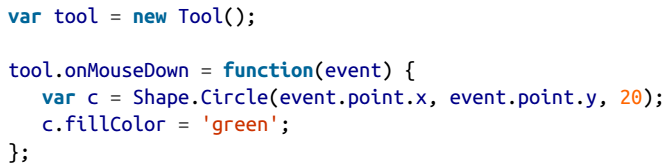 var tool = new Tool();
tool.onMouseDown = function(event) {
   var c = Shape.Circle(event.point.x, event.point.y, 20);
   c.fillColor = 'green';
};